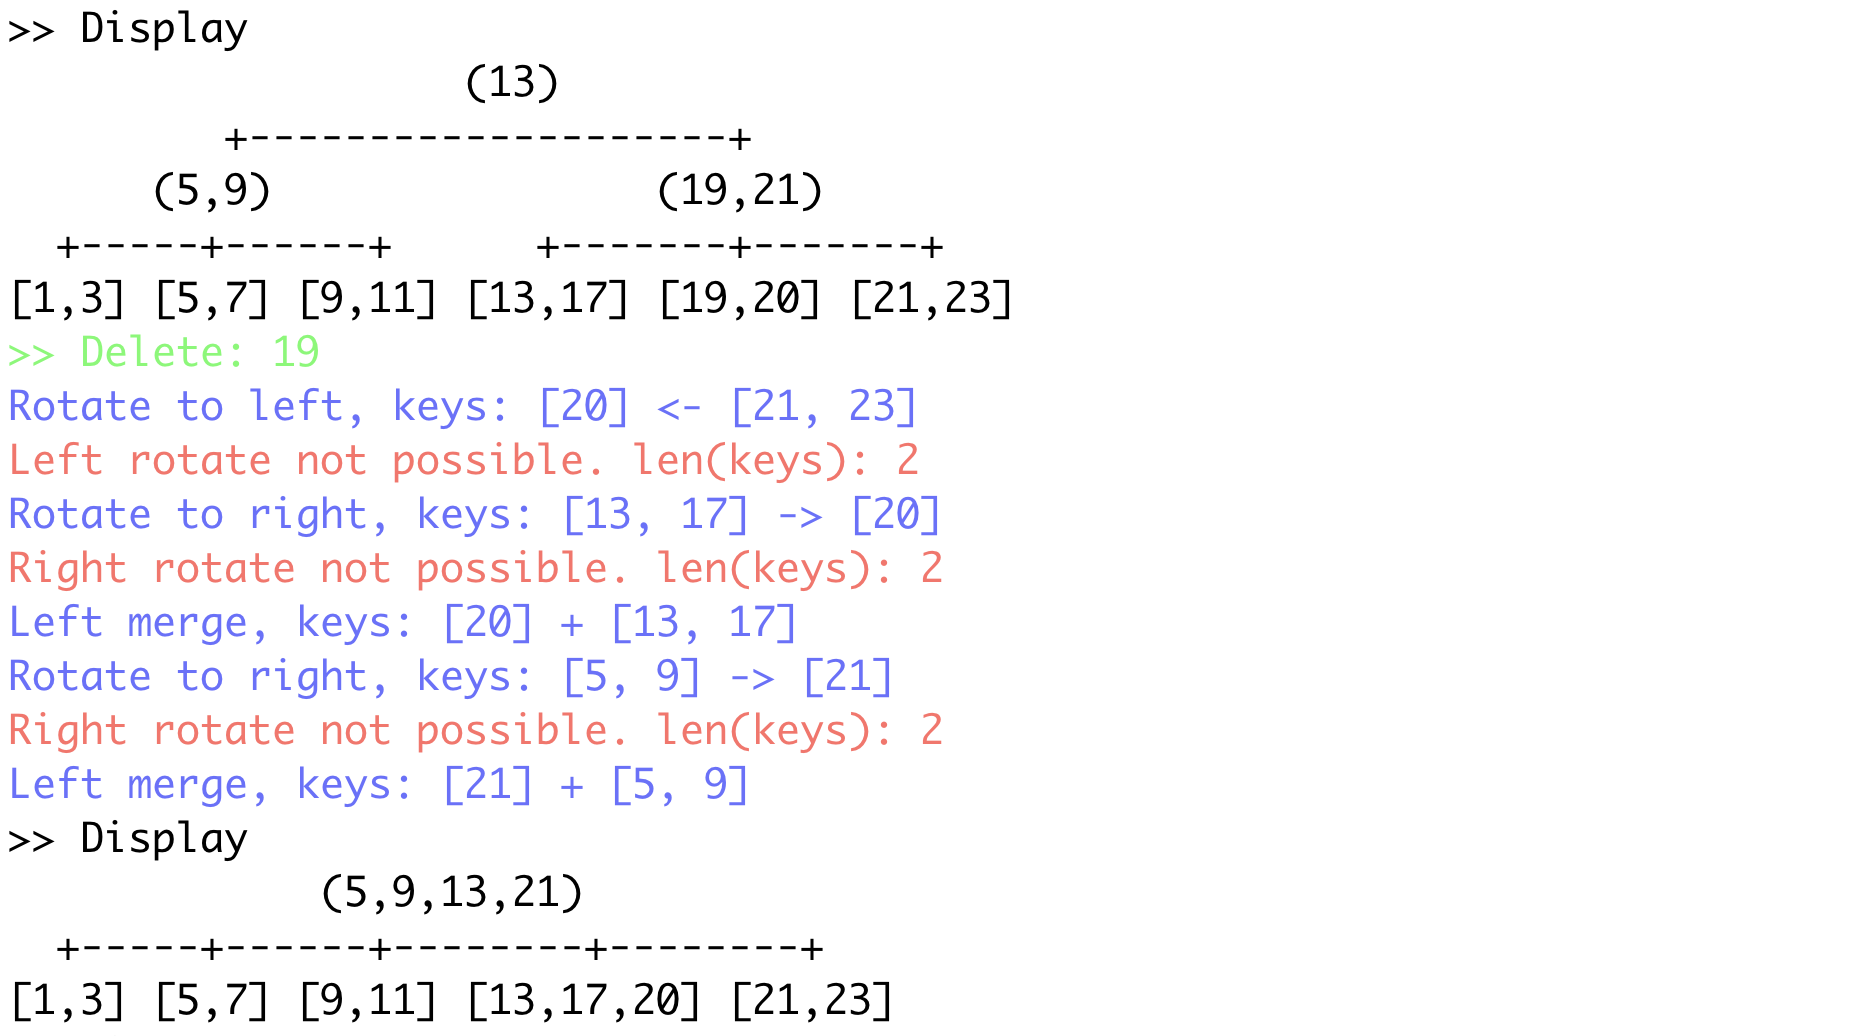 >> Display
                   (13)
         +--------------------+
      (5,9)                (19,21)
  +-----+------+      +-------+-------+
[1,3] [5,7] [9,11] [13,17] [19,20] [21,23]
>> Delete: 19
Rotate to left, keys: [20] <- [21, 23]
Left rotate not possible. len(keys): 2
Rotate to right, keys: [13, 17] -> [20]
Right rotate not possible. len(keys): 2
Left merge, keys: [20] + [13, 17]
Rotate to right, keys: [5, 9] -> [21]
Right rotate not possible. len(keys): 2
Left merge, keys: [21] + [5, 9]
>> Display
             (5,9,13,21)
  +-----+------+--------+--------+
[1,3] [5,7] [9,11] [13,17,20] [21,23]